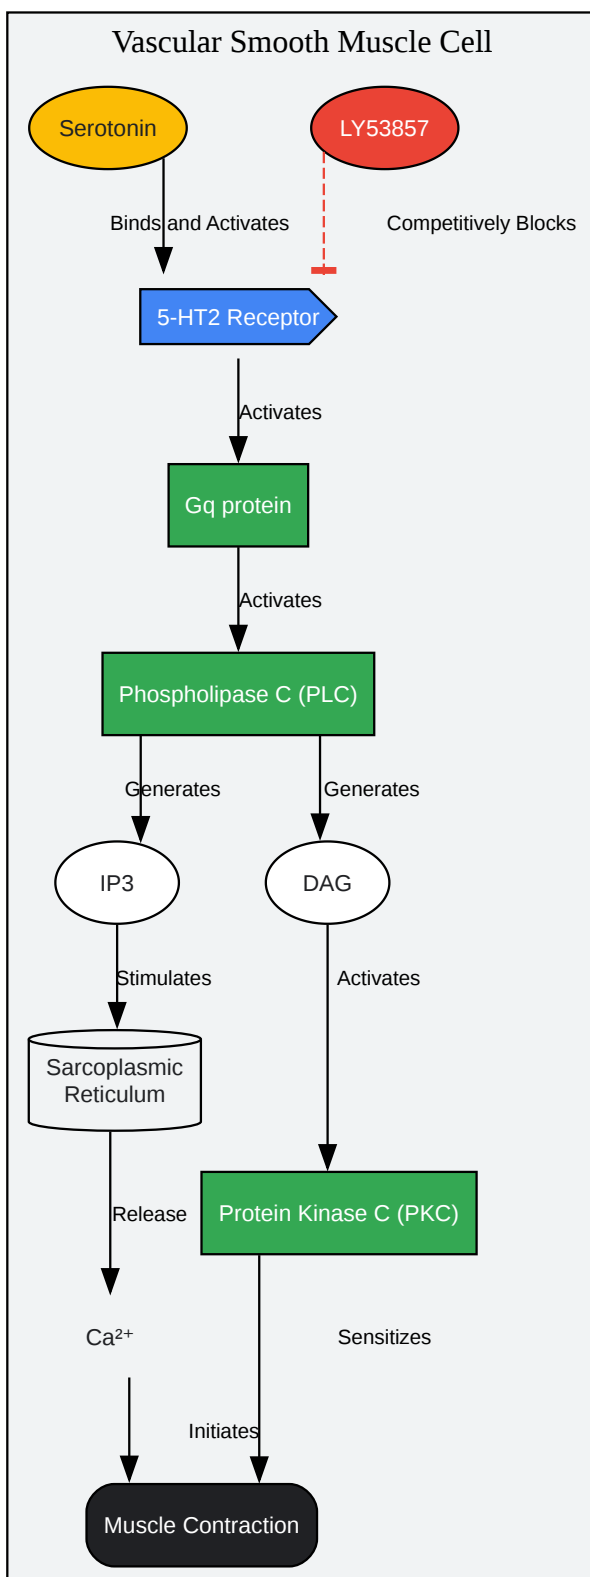 Vascular Smooth Muscle Cell
Serotonin
LY53857
Binds and Activates
Competitively Blocks
5-HT2 Receptor
Activates
Gq protein
Activates
Phospholipase C (PLC)
Generates
Generates
IP3
DAG
Stimulates
Activates
Sarcoplasmic
Reticulum
Release
Protein Kinase C (PKC)
Ca²⁺
Sensitizes
Initiates
Muscle Contraction